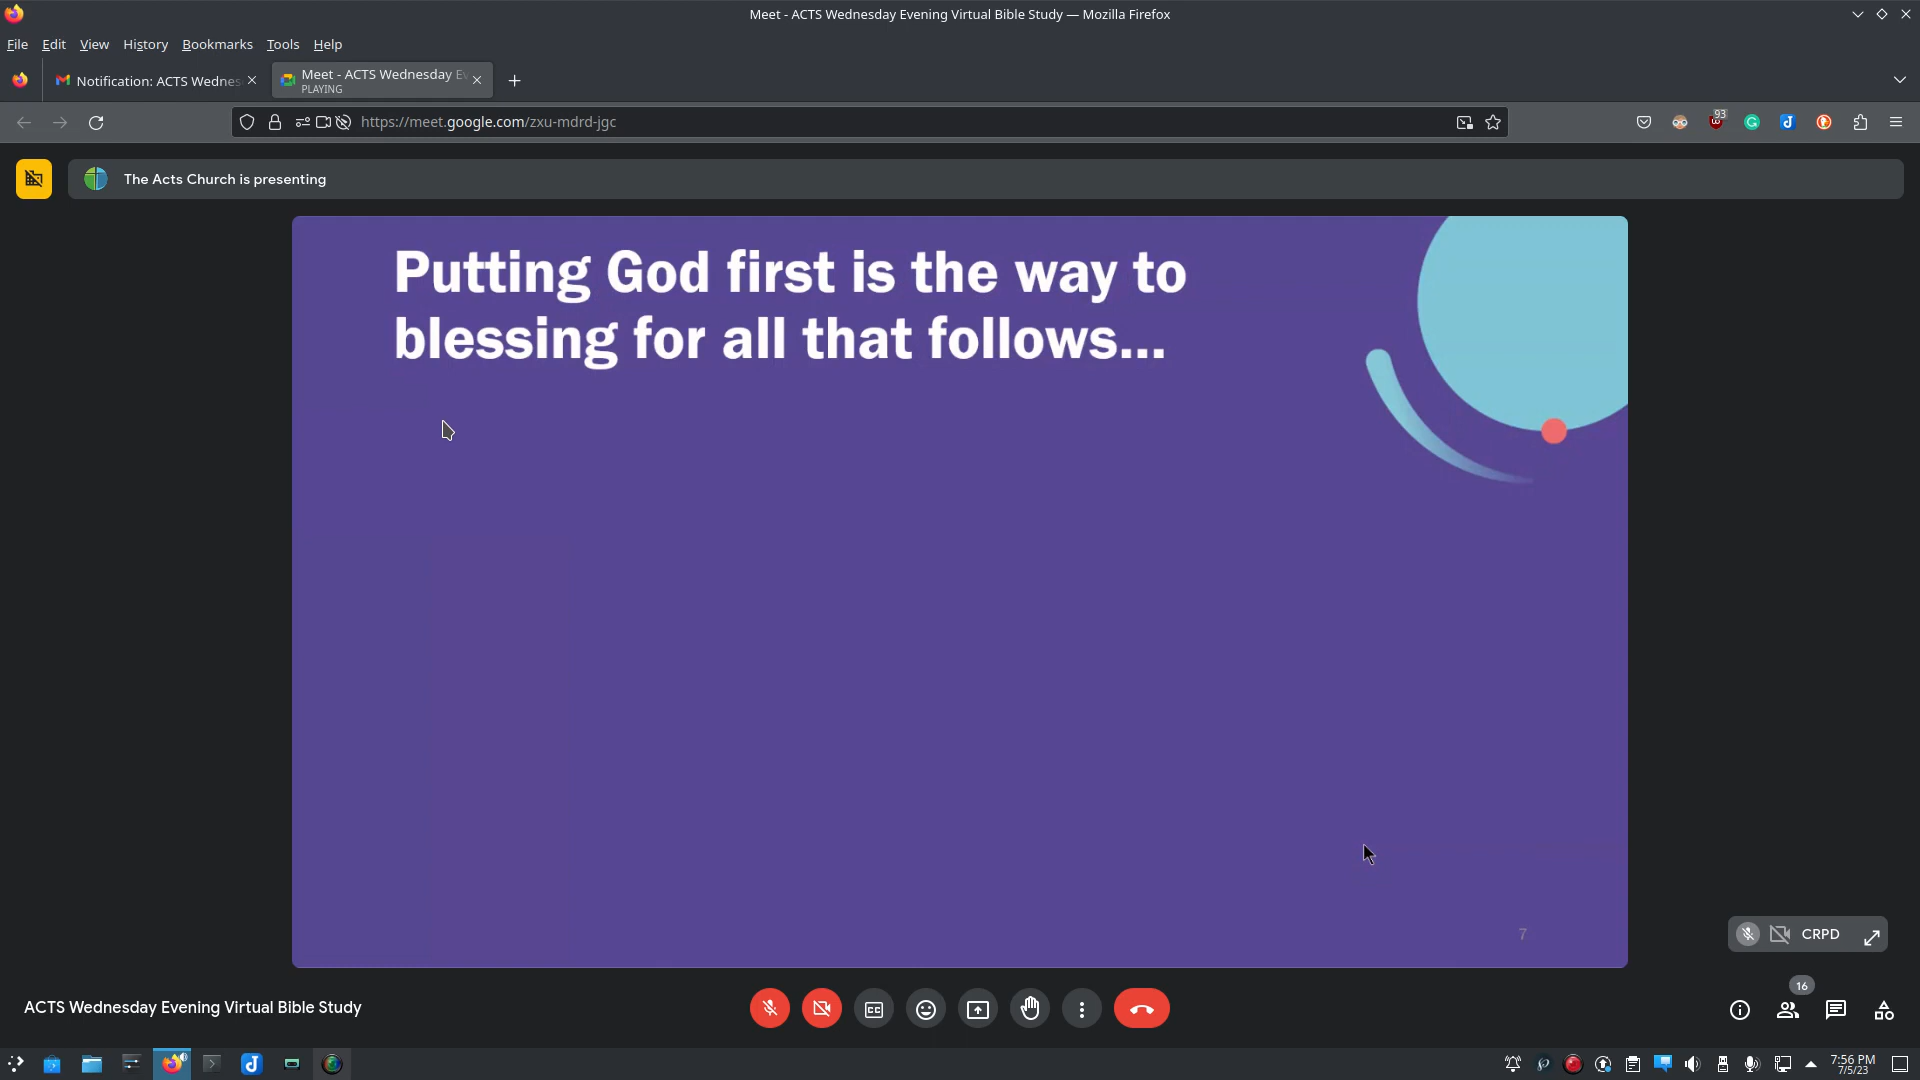 Meet - ACTS Wednesday Evening Virtual Bible Study — Mozilla Firefox
File Edit View History Bookmarks Tools Help
Notification: ACTS Wednes
Meet - ACTS Wednesday Ev
PLAYING
https://meet.google.com/zxu-mdrd-jgc
93
The Acts Church is presenting
Putting God first is the way to
blessing for all that follows...
7
CRPD
ACTS Wednesday Evening Virtual Bible Study
16
7:56 PM
7/5/23